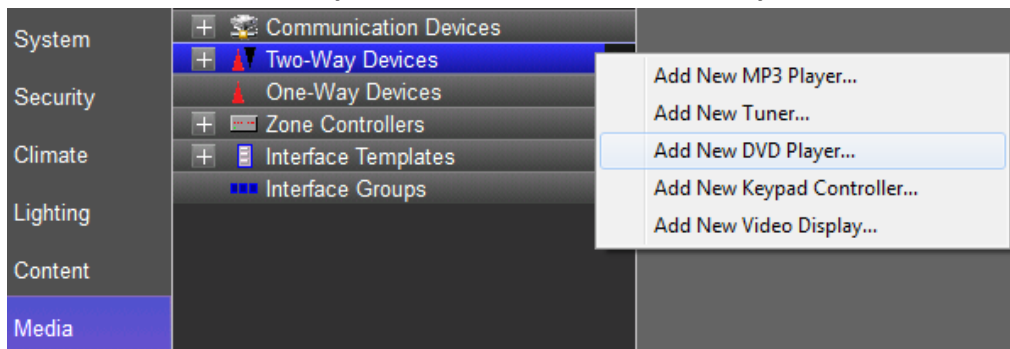 System
Security
Climate
Lighting
Content
Media
Communication Devices
Two-Way Devices
One-Way Devices
Zone Controllers
Interface Templates
Interface Groups
Add New MP3 Player...
Add New Tuner...
Add New DVD Player...
Add New Keypad Controller...
Add New Video Display...